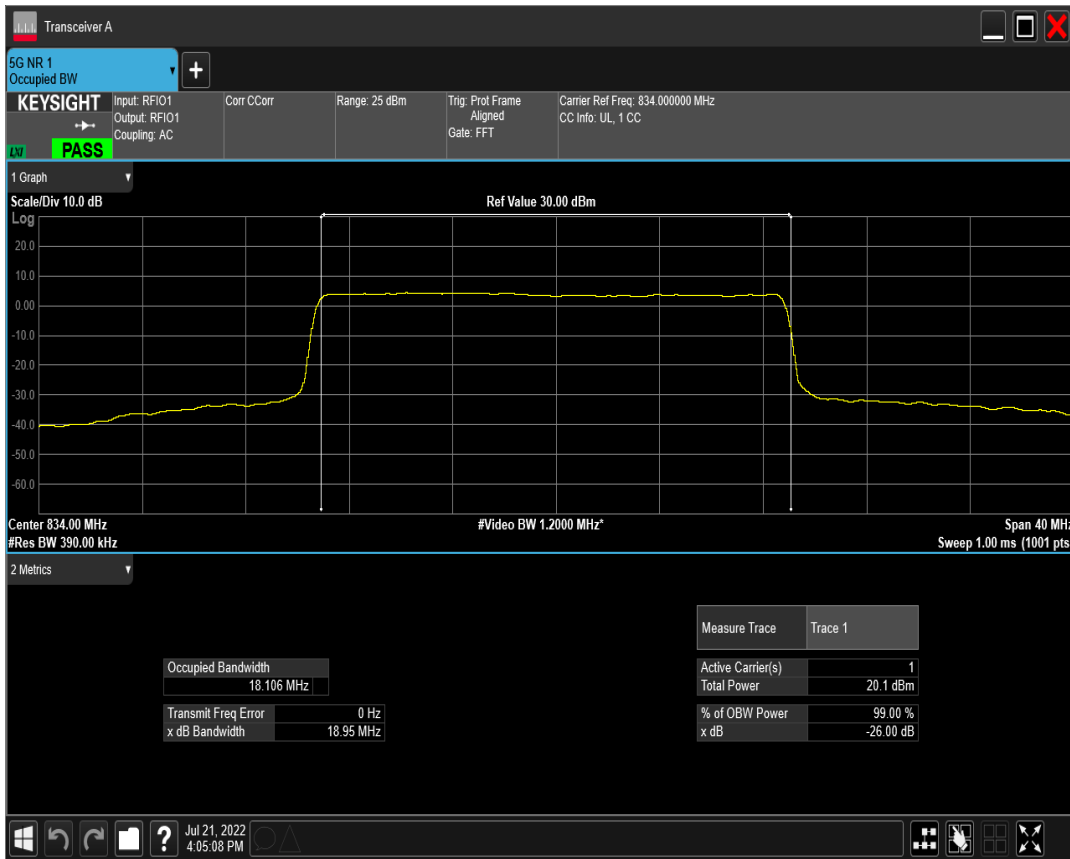 Transceiver A
5G NR 1
Occupied BW
+
KEYSIGHT
LXI
PASS
Input: RFIO1
Output: RFIO1
Coupling: AC
Corr CCorr
Range: 25 dBm
Trig: Prot Frame
Aligned
Gate: FFT
Carrier Ref Freq: 834.000000 MHz
CC Info: UL, 1 CC
1 Graph
Scale/Div 10.0 dB
Ref Value 30.00 dBm
Log
20.0
10.0
0.00
-10.0
-20.0
-30.0
-40.0
-50.0
-60.0
Center 834.00 MHz
#Video BW 1.2000 MHz*
Span 40 MHz
#Res BW 390.00 kHz
Sweep 1.00 ms (1001 pts
2 Metrics
Measure Trace Trace 1
Occupied Bandwidth
18.106 MHz
Active Carrier(s) 1
Total Power 20.1 dBm
Transmit Freq Error 0 Hz
x dB Bandwidth 18.95 MHz
% of OBW Power 99.00 %
x dB -26.00 dB
?
Jul 21, 2022
4:05:08 PM